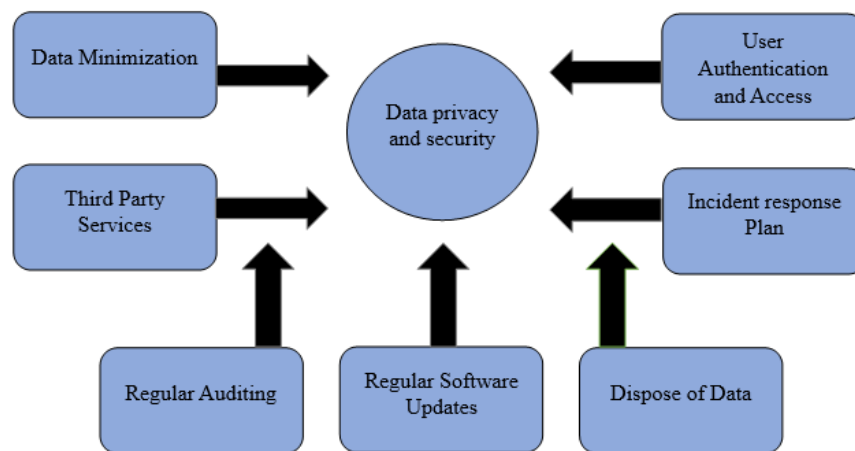 Data Minimization
User
Authentication
and Access
Data privacy
and security
Third Party
Services
Incident response
Plan
Regular Auditing
Regular Software
Updates
Dispose of Data